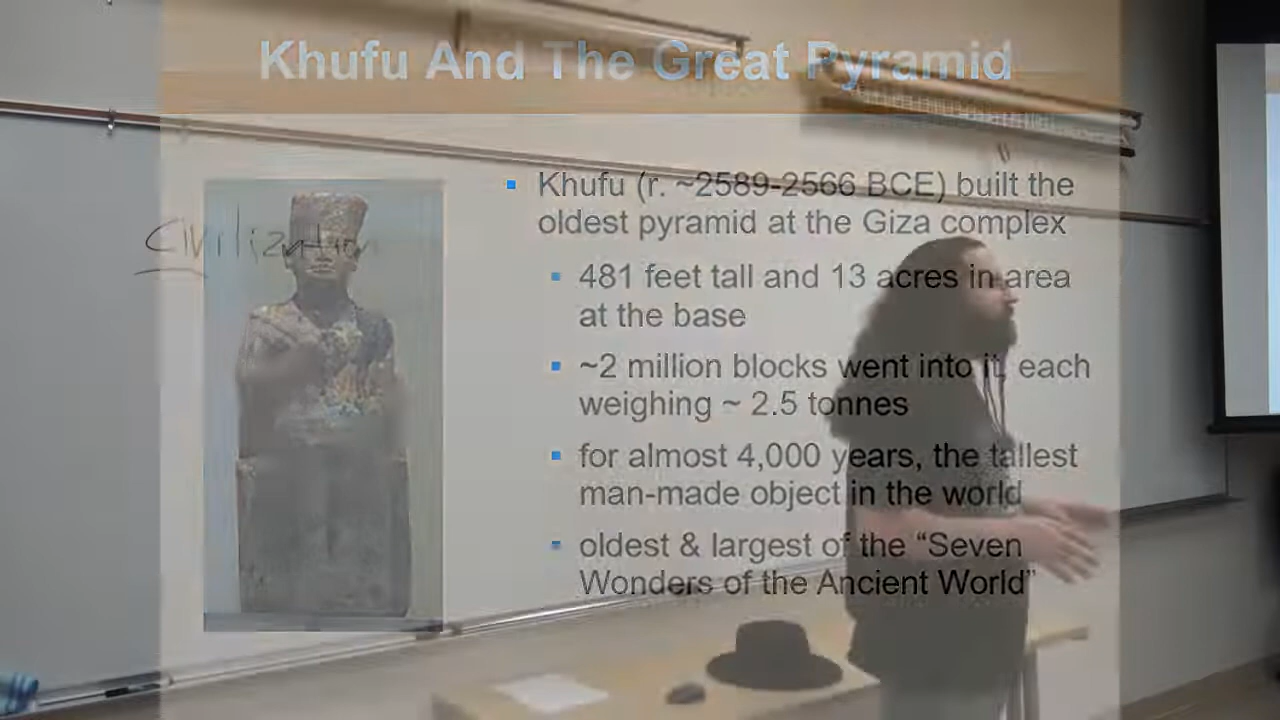 Khufu And The Great Pyramid
Civilization
Khufu (r. ~2589-2566 BCE) built the
oldest pyramid at the Giza complex
481 feet tall and 13 acres in area
at the base
~2 million blocks went into it, each
weighing ~ 2.5 tonnes
for almost 4,000 years, the tallest
man-made object in the world
oldest & largest of the “Seven
Wonders of the Ancient World”